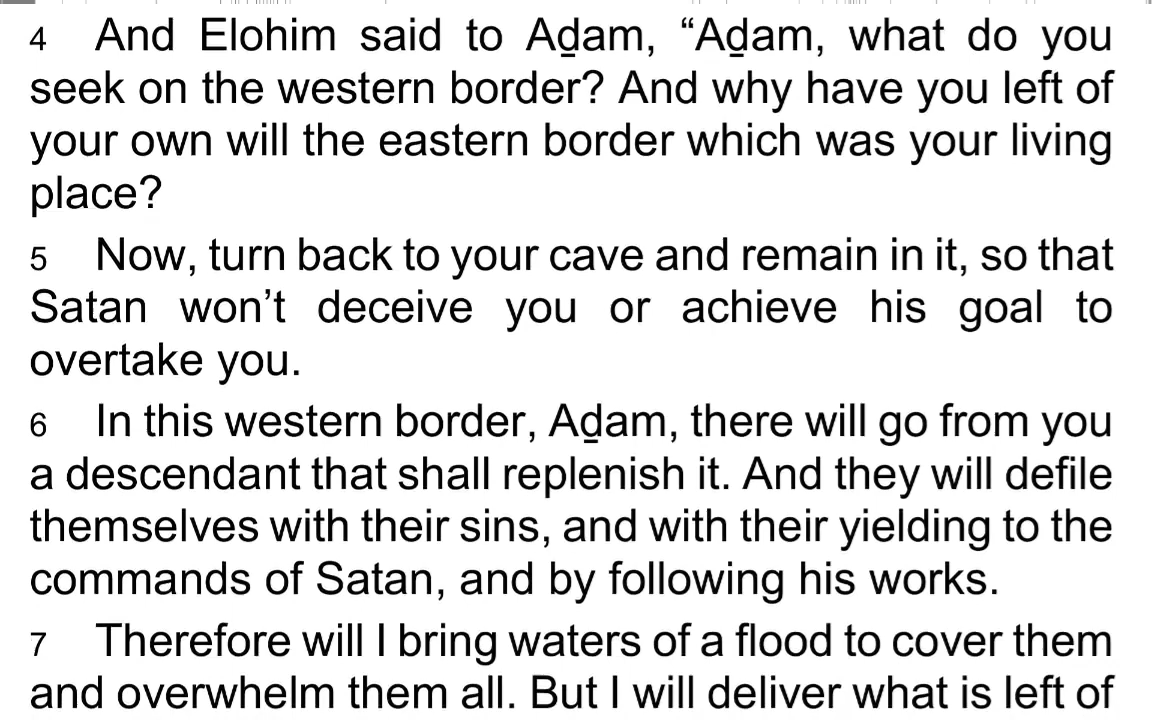 4 And Elohim said to Aḏam, “Aḏam, what do you
seek on the western border? And why have you left of
your own will the eastern border which was your living
place?
5 Now, turn back to your cave and remain in it, so that
Satan won’t deceive you or achieve his goal to
overtake you.
6 In this western border, Aḏam, there will go from you
a descendant that shall replenish it. And they will defile
themselves with their sins, and with their yielding to the
commands of Satan, and by following his works.
7 Therefore will I bring waters of a flood to cover them
and overwhelm them all. But I will deliver what is left of